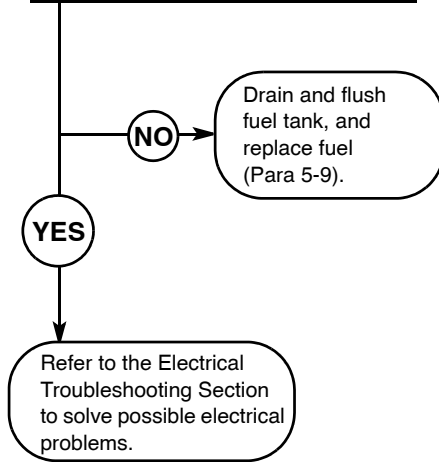 NO
Drain and flush
fuel tank, and
replace fuel
(Para 5-9).
YES
Refer to the Electrical
Troubleshooting Section
to solve possible electrical
problems.